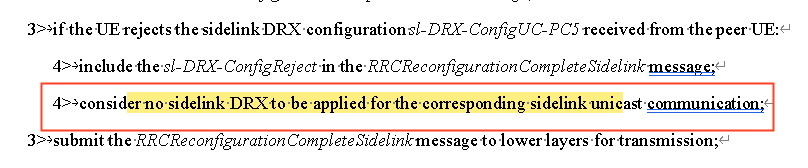 3>if the UE rejects the sidelink DRX configuration sl-DRX-ConfigUC-PC5 received from the peer UE:
4>include the sl-DRX-ConfigReject in the RRCReconfigurationCompleteSidelink message;
4>consider no sidelink DRX to be applied for the corresponding sidelink unicast communication;
3>submit the RRCReconfigurationCompleteSidelink message to lower layers for transmission;